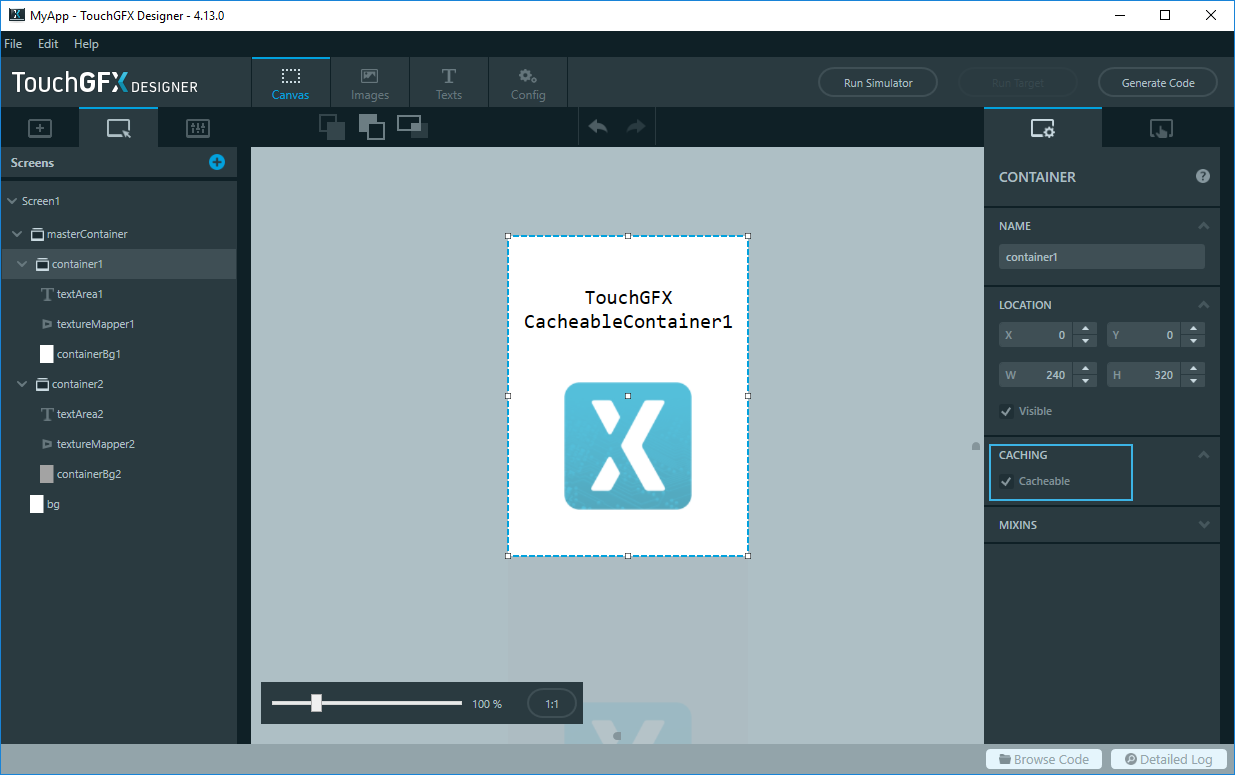 MyApp - TouchGFX Designer - 4.13.0
File Edit Help
TouchGFX DESIGNER
Canvas
Images
Texts
Config
Run Simulator
Run Target
Generate Code
Screens
Screen1
masterContainer
container1
textArea1
textureMapper1
containerBg1
container2
textArea2
textureMapper2
containerBg2
bg
TouchGFX
CacheableContainer1
100 %
1:1
CONTAINER
?
NAME
container1
LOCATION
X 0 Y 0
W 240 H 320
Visible
CACHING
Cacheable
MIXINS
Browse Code
Detailed Log